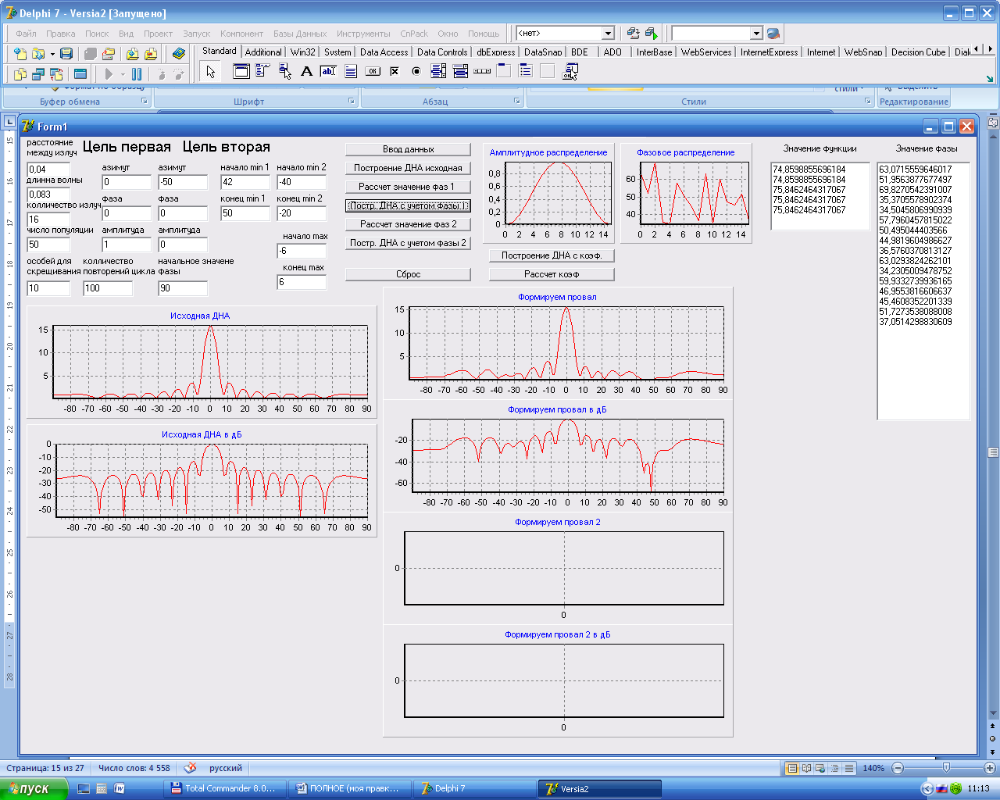 Delphi 7 - Versia2 [Запущено]
Файл Правка Поиск Вид Проект Запуск Компонент Базы Данных Инструменты CnPack Окно Помощь <нет>
Standard Additional Win32 System Data Access Data Controls dbExpress DataSnap BDE ADO InterBase WebServices InternetExpress Internet WebSnap Decision Cube
Буфер обмена Шрифт Абзац Стили Редактирование
Form1
расстояние
между излуч
0,04
длинна волны
0,083
количество излуч
16
число популяции
50
особей для
скрещивания
10
количество
повторений цикла
100
начальное значене
фазы
90
Цель первая Цель вторая
азимут азимут начало min 1 начало min 2
0 -50 42 -40
фаза фаза конец min 1 конец min 2
0 0 50 -20
амплитуда амплитуда начало max
1 0 -6
конец max
6
Ввод данных
Построение ДНА исходная
Рассчет значение фаз 1
Постр. ДНА с учетом Фазы 1
Рассчет значение фаз 2
Постр. ДНА с учетом Фазы 2
Сброс
Амплитудное распределение
0,8
0,6
0,4
0,2
0
0 2 4 6 8 10 12 14
Фазовое распределение
60
40
0 2 4 6 8 10 12 14
Построение ДНА с коэф.
Рассчет коэф
Значение функции
74,8598855696184
74,8598855696184
75,8462464317067
75,8462464317067
75,8462464317067
Значение фазы
63,0715559646017
51,9563877677497
69,8270542391007
35,3705578902374
34,5045806990939
57,7960457815022
50,495044403566
44,9819604986627
36,5760370813127
63,0293824262101
34,2305009478752
59,9332739936165
46,9553816606637
45,4608352201339
51,7273538088008
37,0514298830609
Исходная ДНА
15
10
5
-80 -70 -60 -50 -40 -30 -20 -10 0 10 20 30 40 50 60 70 80 90
Исходная ДНА в дБ
0
-10
-20
-30
-40
-50
-80 -70 -60 -50 -40 -30 -20 -10 0 10 20 30 40 50 60 70 80 90
Формируем провал
15
10
5
-80 -70 -60 -50 -40 -30 -20 -10 0 10 20 30 40 50 60 70 80 90
Формируем провал в дБ
-20
-40
-60
-80 -70 -60 -50 -40 -30 -20 -10 0 10 20 30 40 50 60 70 80 90
Формируем провал 2
0
0
Формируем провал 2 в дБ
0
0
15
16
17
18
19
20
21
22
23
24
25
26
27
28
Страница: 15 из 27 Число слов: 4 558 русский 140%
пуск Total Commander 8.0... ПОЛНОЕ (моя правк... Delphi 7 Versia2 11:13